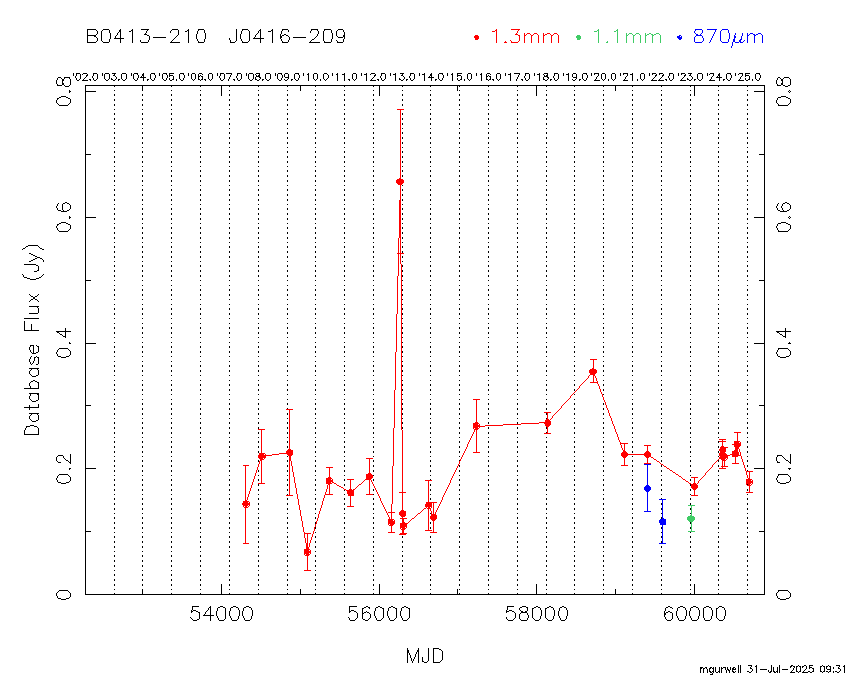 B0413-210 J0416-209 1.3mm 1.1mm 870μm
'02.0 '03.0 '04.0 '05.0 '06.0 '07.0 '08.0 '09.0 '10.0 '11.0 '12.0 '13.0 '14.0 '15.0 '16.0 '17.0 '18.0 '19.0 '20.0 '21.0 '22.0 '23.0 '24.0 '25.0
0.8 0.8
0.6 0.6
Database Flux (Jy)
0.4 0.4
0.2 0.2
0 0
54000 56000 58000 60000
MJD
mgurwell 31-Jul-2025 09:31